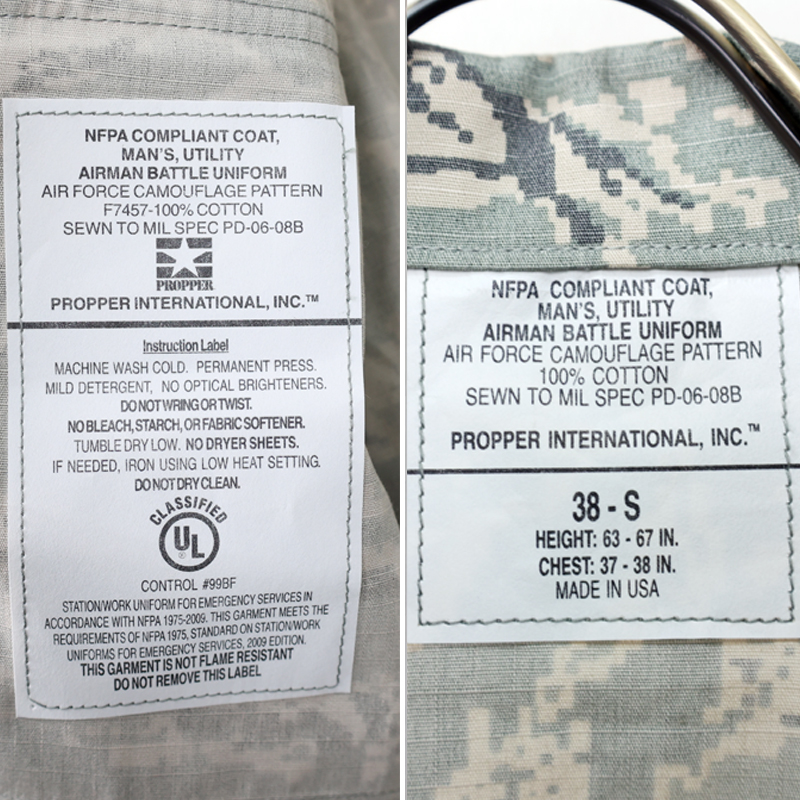 NFPA COMPLIANT COAT,
MAN'S, UTILITY
AIRMAN BATTLE UNIFORM
AIR FORCE CAMOUFLAGE PATTERN
F7457-100% COTTON
SEWN TO MIL SPEC PD-06-08B
PROPPER
PROPPER INTERNATIONAL, INC.™
Instruction Label
MACHINE WASH COLD. PERMANENT PRESS.
MILD DETERGENT, NO OPTICAL BRIGHTENERS.
DO NOT WRING OR TWIST.
NO BLEACH, STARCH, OR FABRIC SOFTENER.
TUMBLE DRY LOW. NO DRYER SHEETS.
IF NEEDED, IRON USING LOW HEAT SETTING.
DO NOT DRY CLEAN.
CLASSIFIED
UL
®
CONTROL #99BF
STATION/WORK UNIFORM FOR EMERGENCY SERVICES IN
ACCORDANCE WITH NFPA 1975-2009. THIS GARMENT MEETS THE
REQUIREMENTS OF NFPA 1975, STANDARD ON STATION/WORK
UNIFORMS FOR EMERGENCY SERVICES, 2009 EDITION.
THIS GARMENT IS NOT FLAME RESISTANT
DO NOT REMOVE THIS LABEL
NFPA COMPLIANT COAT,
MAN'S, UTILITY
AIRMAN BATTLE UNIFORM
AIR FORCE CAMOUFLAGE PATTERN
100% COTTON
SEWN TO MIL SPEC PD-06-08B
PROPPER INTERNATIONAL, INC.™
38 - S
HEIGHT: 63 - 67 IN.
CHEST: 37 - 38 IN.
MADE IN USA